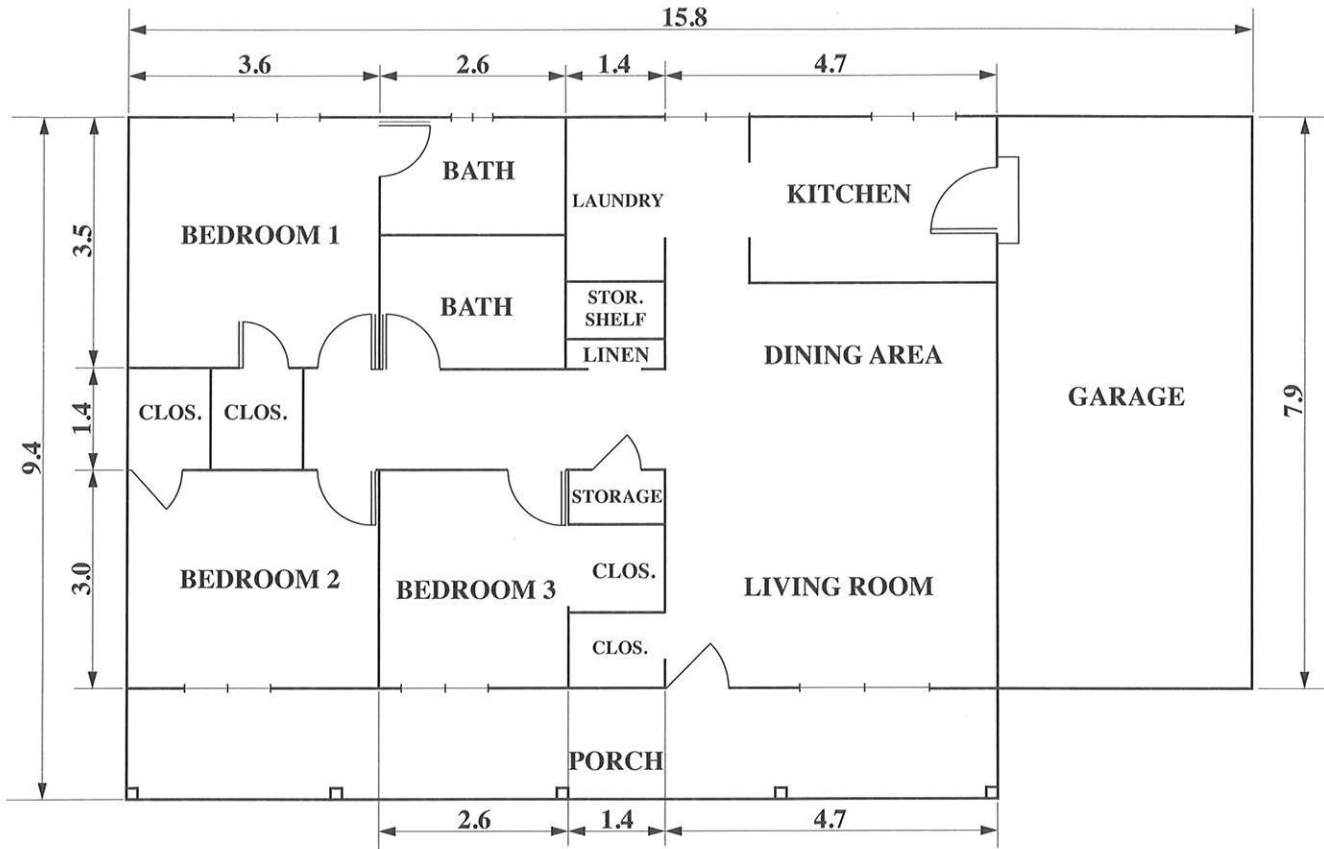 15.8
3.6
2.6
1.4
4.7
BATH
LAUNDRY
KITCHEN
BEDROOM 1
3.5
BATH
STOR.
SHELF
LINEN
DINING AREA
GARAGE
7.9
CLOS.
CLOS.
1.4
9.4
STORAGE
BEDROOM 2
BEDROOM 3
CLOS.
LIVING ROOM
3.0
CLOS.
PORCH
2.6
1.4
4.7